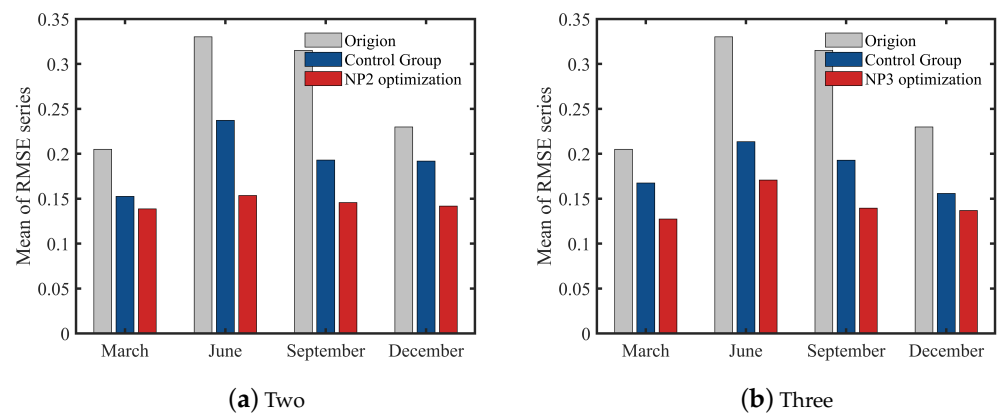 0.35
0.3
0.25
0.2
0.15
0.1
0.05
0
Mean of RMSE series
Origion
Control Group
NP2 optimization
March June September December
(a) Two
0.35
0.3
0.25
0.2
0.15
0.1
0.05
0
Mean of RMSE series
Origion
Control Group
NP3 optimization
March June September December
(b) Three